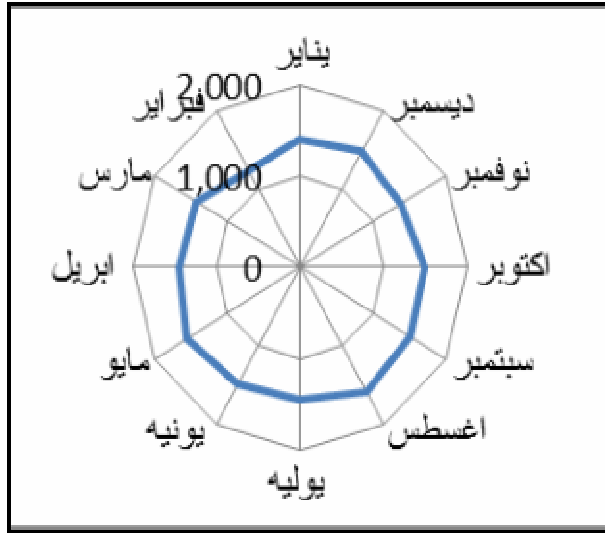 يناير
ديسمبر
نوفمبر
اكتوبر
سبتمبر
اغسطس
يوليه
يونيه
مايو
ابريل
مارس
فبراير
2,000
1,000
0